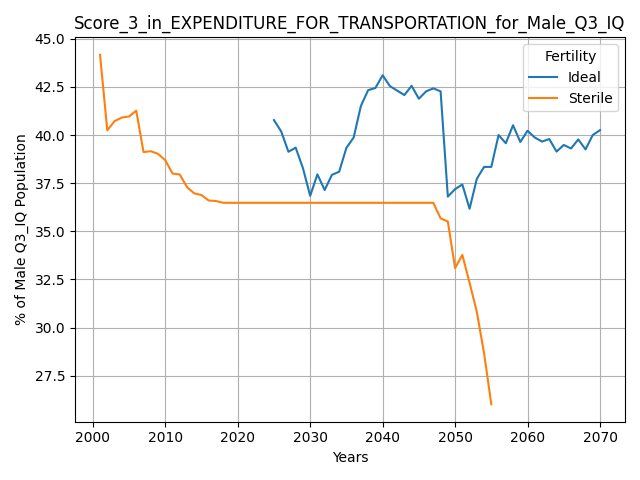 Score_3_in_EXPENDITURE_FOR_TRANSPORTATION_for_Male_Q3_IQ
Fertility
Ideal
Sterile
% of Male Q3_IQ Population
45.0
42.5
40.0
37.5
35.0
32.5
30.0
27.5
2000 2010 2020 2030 2040 2050 2060 2070
Years